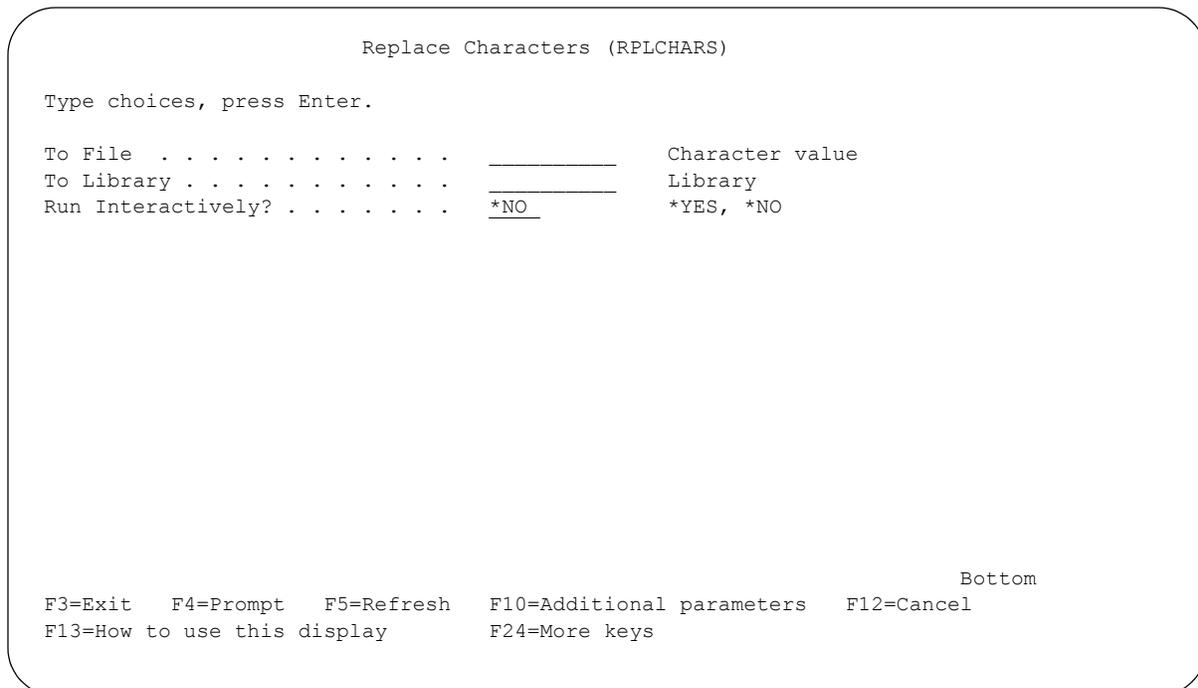 Replace Characters (RPLCHARS)
Type choices, press Enter.
To File . . . . . . . . . . . . __________ Character value
To Library . . . . . . . . . . . __________ Library
Run Interactively? . . . . . . . *NO *YES, *NO
Bottom
F3=Exit F4=Prompt F5=Refresh F10=Additional parameters F12=Cancel
F13=How to use this display F24=More keys